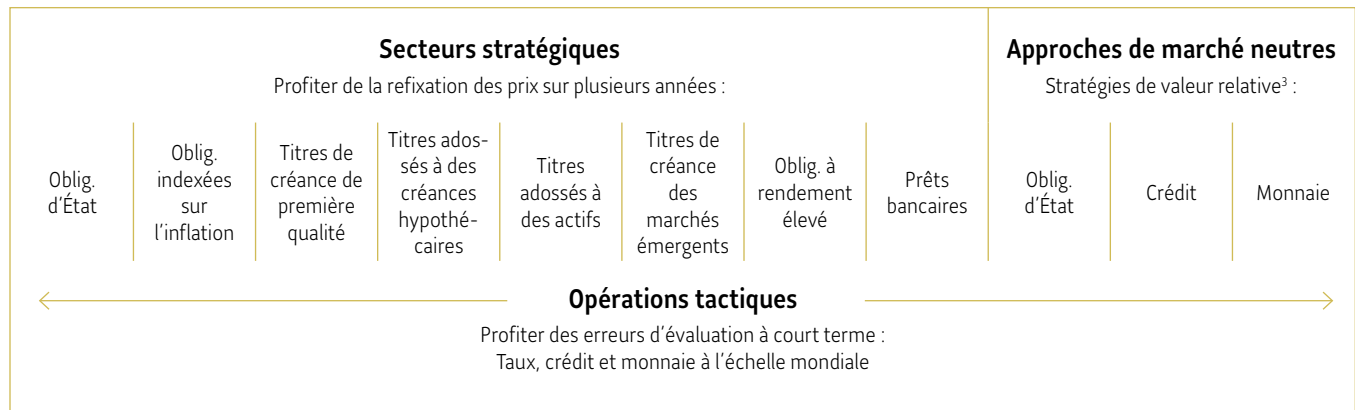 Secteurs stratégiques
Profiter de la refixation des prix sur plusieurs années :
Oblig.
d'État
Oblig.
indexées
sur
l'inflation
Titres de
créance de
première
qualité
Titres ados-
sés à des
créances
hypothé-
caires
Titres
adossés à
des actifs
Titres de
créance
des
marchés
émergents
Oblig. à
rendement
élevé
Prêts
bancaires
Approches de marché neutres
Stratégies de valeur relative³ :
Oblig.
d'État
Crédit
Monnaie
Opérations tactiques
Profiter des erreurs d'évaluation à court terme :
Taux, crédit et monnaie à l'échelle mondiale